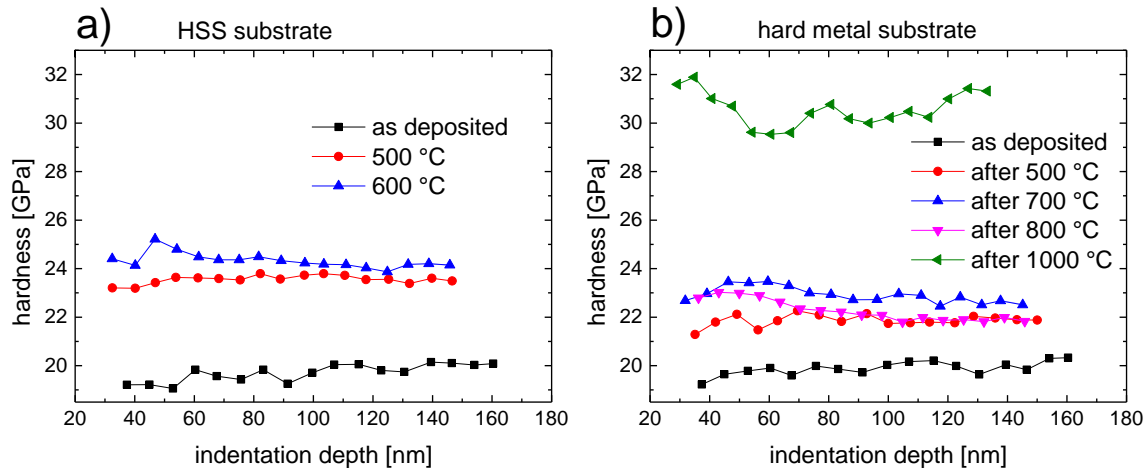 a) HSS substrate
32
30
28
26
24
22
20
hardness [GPa]
as deposited
500 °C
600 °C
20 40 60 80 100 120 140 160 180
indentation depth [nm]
b) hard metal substrate
32
30
28
26
24
22
20
hardness [GPa]
as deposited
after 500 °C
after 700 °C
after 800 °C
after 1000 °C
20 40 60 80 100 120 140 160 180
indentation depth [nm]